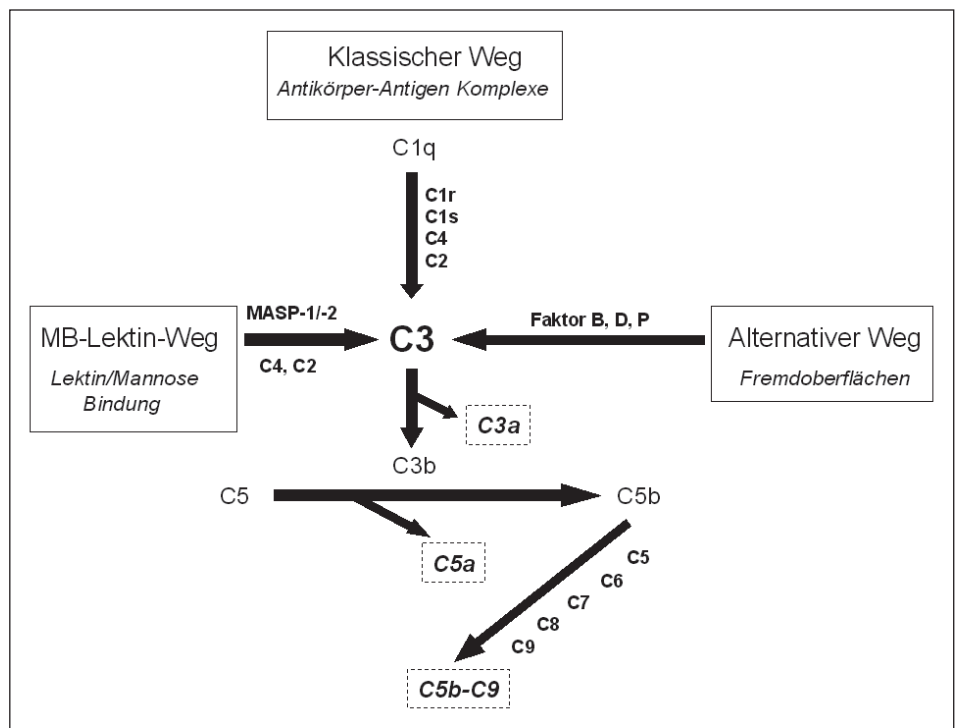 Klassischer Weg
Antikörper-Antigen Komplexe
C1q
C1r
C1s
C4
C2
MB-Lektin-Weg
Lektin/Mannose
Bindung
MASP-1/-2
C4, C2
C3
Faktor B, D, P
Alternativer Weg
Fremdoberflächen
C3a
C3b
C5
C5b
C5a
C5
C6
C7
C8
C9
C5b-C9